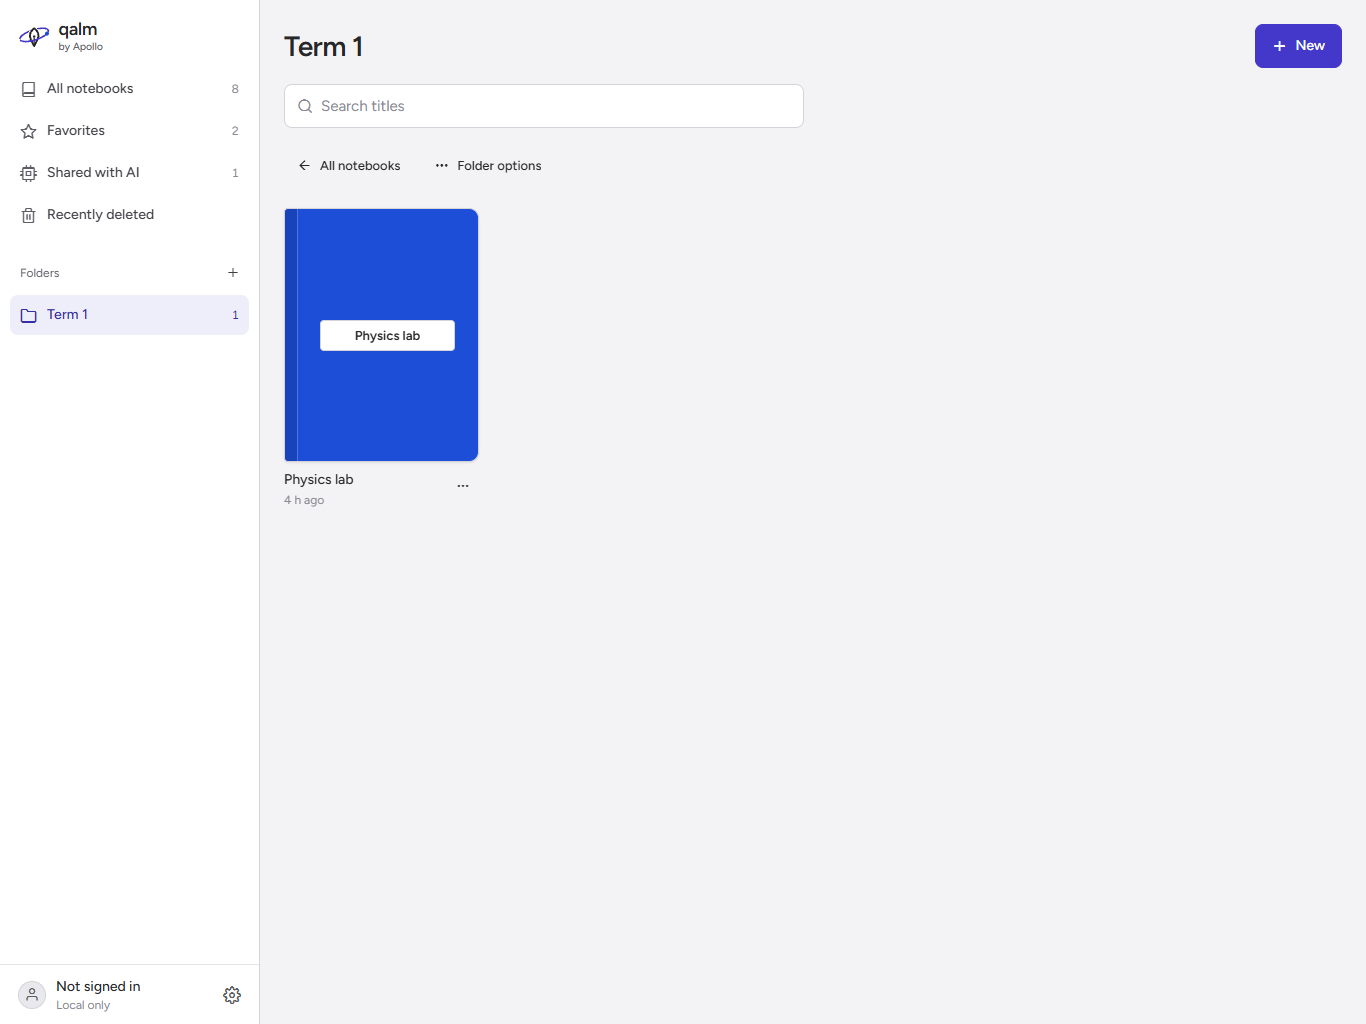 qalm
by Apollo
All notebooks 8
Favorites 2
Shared with AI 1
Recently deleted
Folders
Term 1 1
Not signed in
Local only
Term 1
New
Search titles
All notebooks
Folder options
Physics lab
Physics lab
4 h ago